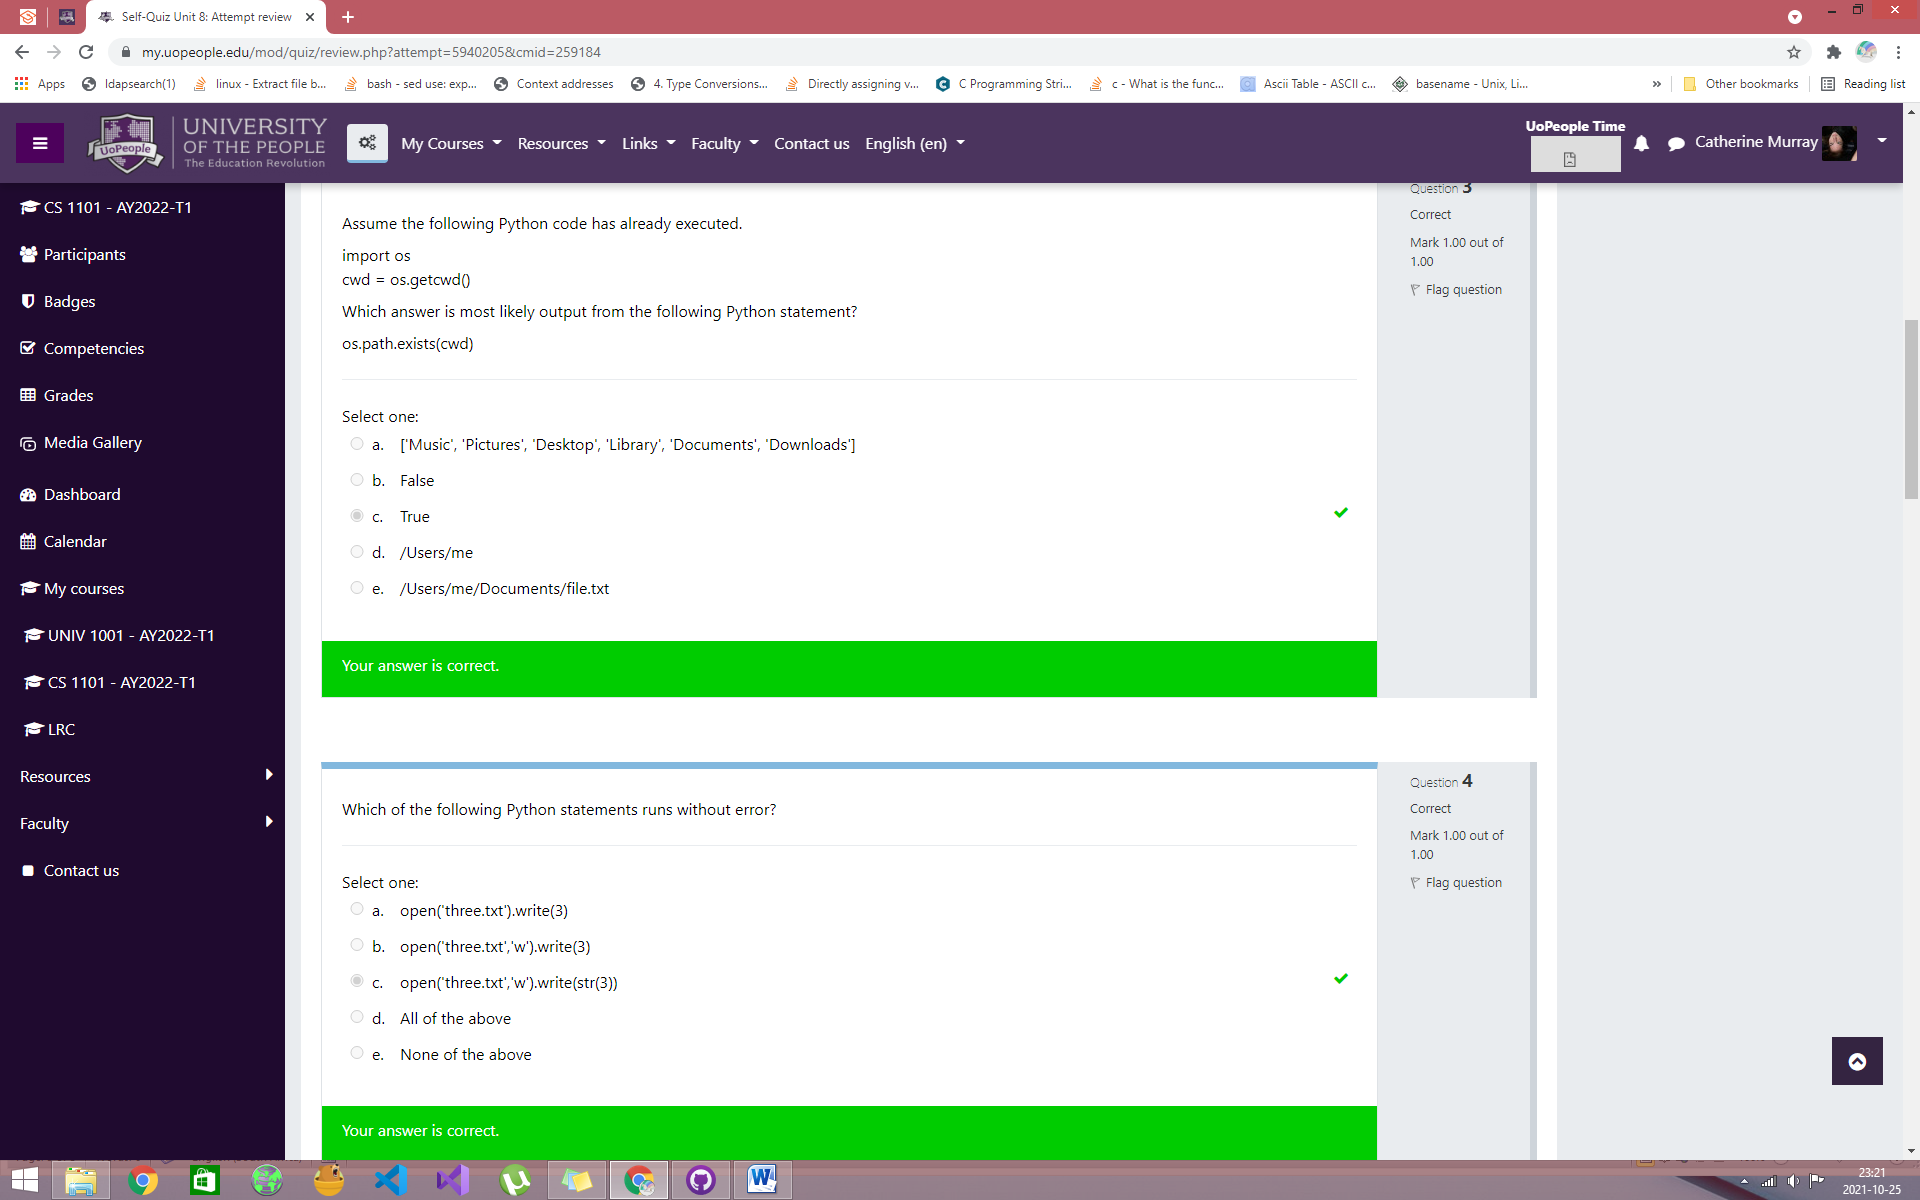 Self-Quiz Unit 8: Attempt review
my.uopeople.edu/mod/quiz/review.php?attempt=5940205&cmid=259184
Apps
ldapsearch(1)
linux - Extract file b...
bash - sed use: exp...
Context addresses
4. Type Conversions...
Directly assigning v...
C Programming Stri...
c - What is the func...
Ascii Table - ASCII c...
basename - Unix, Li...
»
Other bookmarks
Reading list
UoPeople
UNIVERSITY
OF THE PEOPLE
The Education Revolution
My Courses
Resources
Links
Faculty
Contact us
English (en)
UoPeople Time
Catherine Murray
CS 1101 - AY2022-T1
Participants
Badges
Competencies
Grades
Media Gallery
Dashboard
Calendar
My courses
UNIV 1001 - AY2022-T1
CS 1101 - AY2022-T1
LRC
Resources
Faculty
Contact us
Question 3
Correct
Mark 1.00 out of
1.00
Flag question
Assume the following Python code has already executed.
import os
cwd = os.getcwd()
Which answer is most likely output from the following Python statement?
os.path.exists(cwd)
Select one:
a. ['Music', 'Pictures', 'Desktop', 'Library', 'Documents', 'Downloads']
b. False
c. True
d. /Users/me
e. /Users/me/Documents/file.txt
Your answer is correct.
Question 4
Correct
Mark 1.00 out of
1.00
Flag question
Which of the following Python statements runs without error?
Select one:
a. open('three.txt').write(3)
b. open('three.txt','w').write(3)
c. open('three.txt','w').write(str(3))
d. All of the above
e. None of the above
Your answer is correct.
23:21
2021-10-25